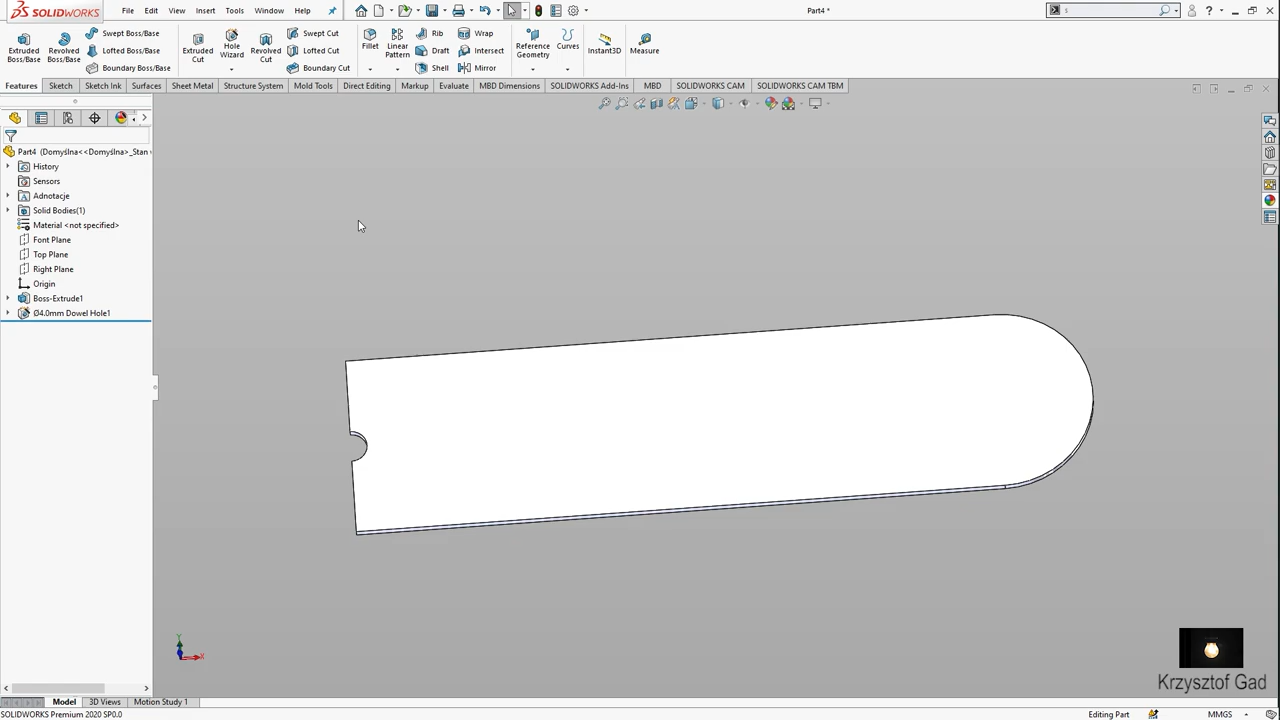 SOLIDWORKS File Edit View Insert Tools Window Help Part4 * s ?
Extruded Boss/Base Revolved Boss/Base Swept Boss/Base Lofted Boss/Base Boundary Boss/Base Extruded Cut Hole Wizard Revolved Cut Swept Cut Lofted Cut Boundary Cut Fillet Linear Pattern Rib Draft Shell Wrap Intersect Mirror Reference Geometry Curves Instant3D Measure
Features Sketch Sketch Ink Surfaces Sheet Metal Structure System Mold Tools Direct Editing Markup Evaluate MBD Dimensions SOLIDWORKS Add-Ins MBD SOLIDWORKS CAM SOLIDWORKS CAM TBM
Part4 (Domyślna<<Domyślna>_Stan
History
Sensors
Adnotacje
Solid Bodies(1)
Material <not specified>
Font Plane
Top Plane
Right Plane
Origin
Boss-Extrude1
Ø4.0mm Dowel Hole1
Y
X
Krzysztof Gad
Model 3D Views Motion Study 1
SOLIDWORKS Premium 2020 SP0.0 Editing Part MMGS